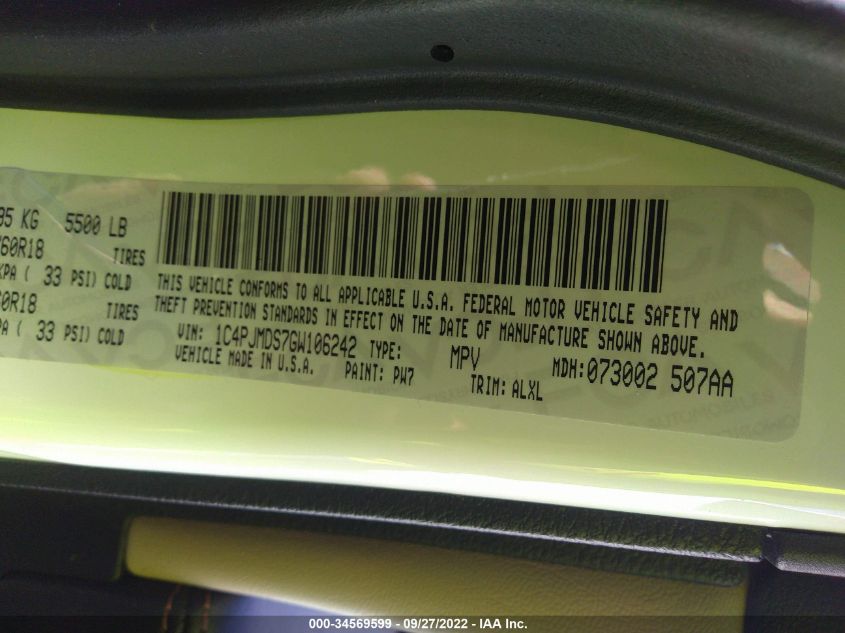 85 KG 5500 LB
60R18 TIRES
KPA ( 33 PSI) COLD
60R18 TIRES
PA ( 33 PSI) COLD
THIS VEHICLE CONFORMS TO ALL APPLICABLE U.S.A. FEDERAL MOTOR VEHICLE SAFETY AND
THEFT PREVENTION STANDARDS IN EFFECT ON THE DATE OF MANUFACTURE SHOWN ABOVE.
VIN: 1C4PJMDS7GW106242 TYPE: MPV MDH:073002 507AA
VEHICLE MADE IN U.S.A. PAINT: PW7 TRIM: ALXL
000-34569599 - 09/27/2022 - IAA Inc.